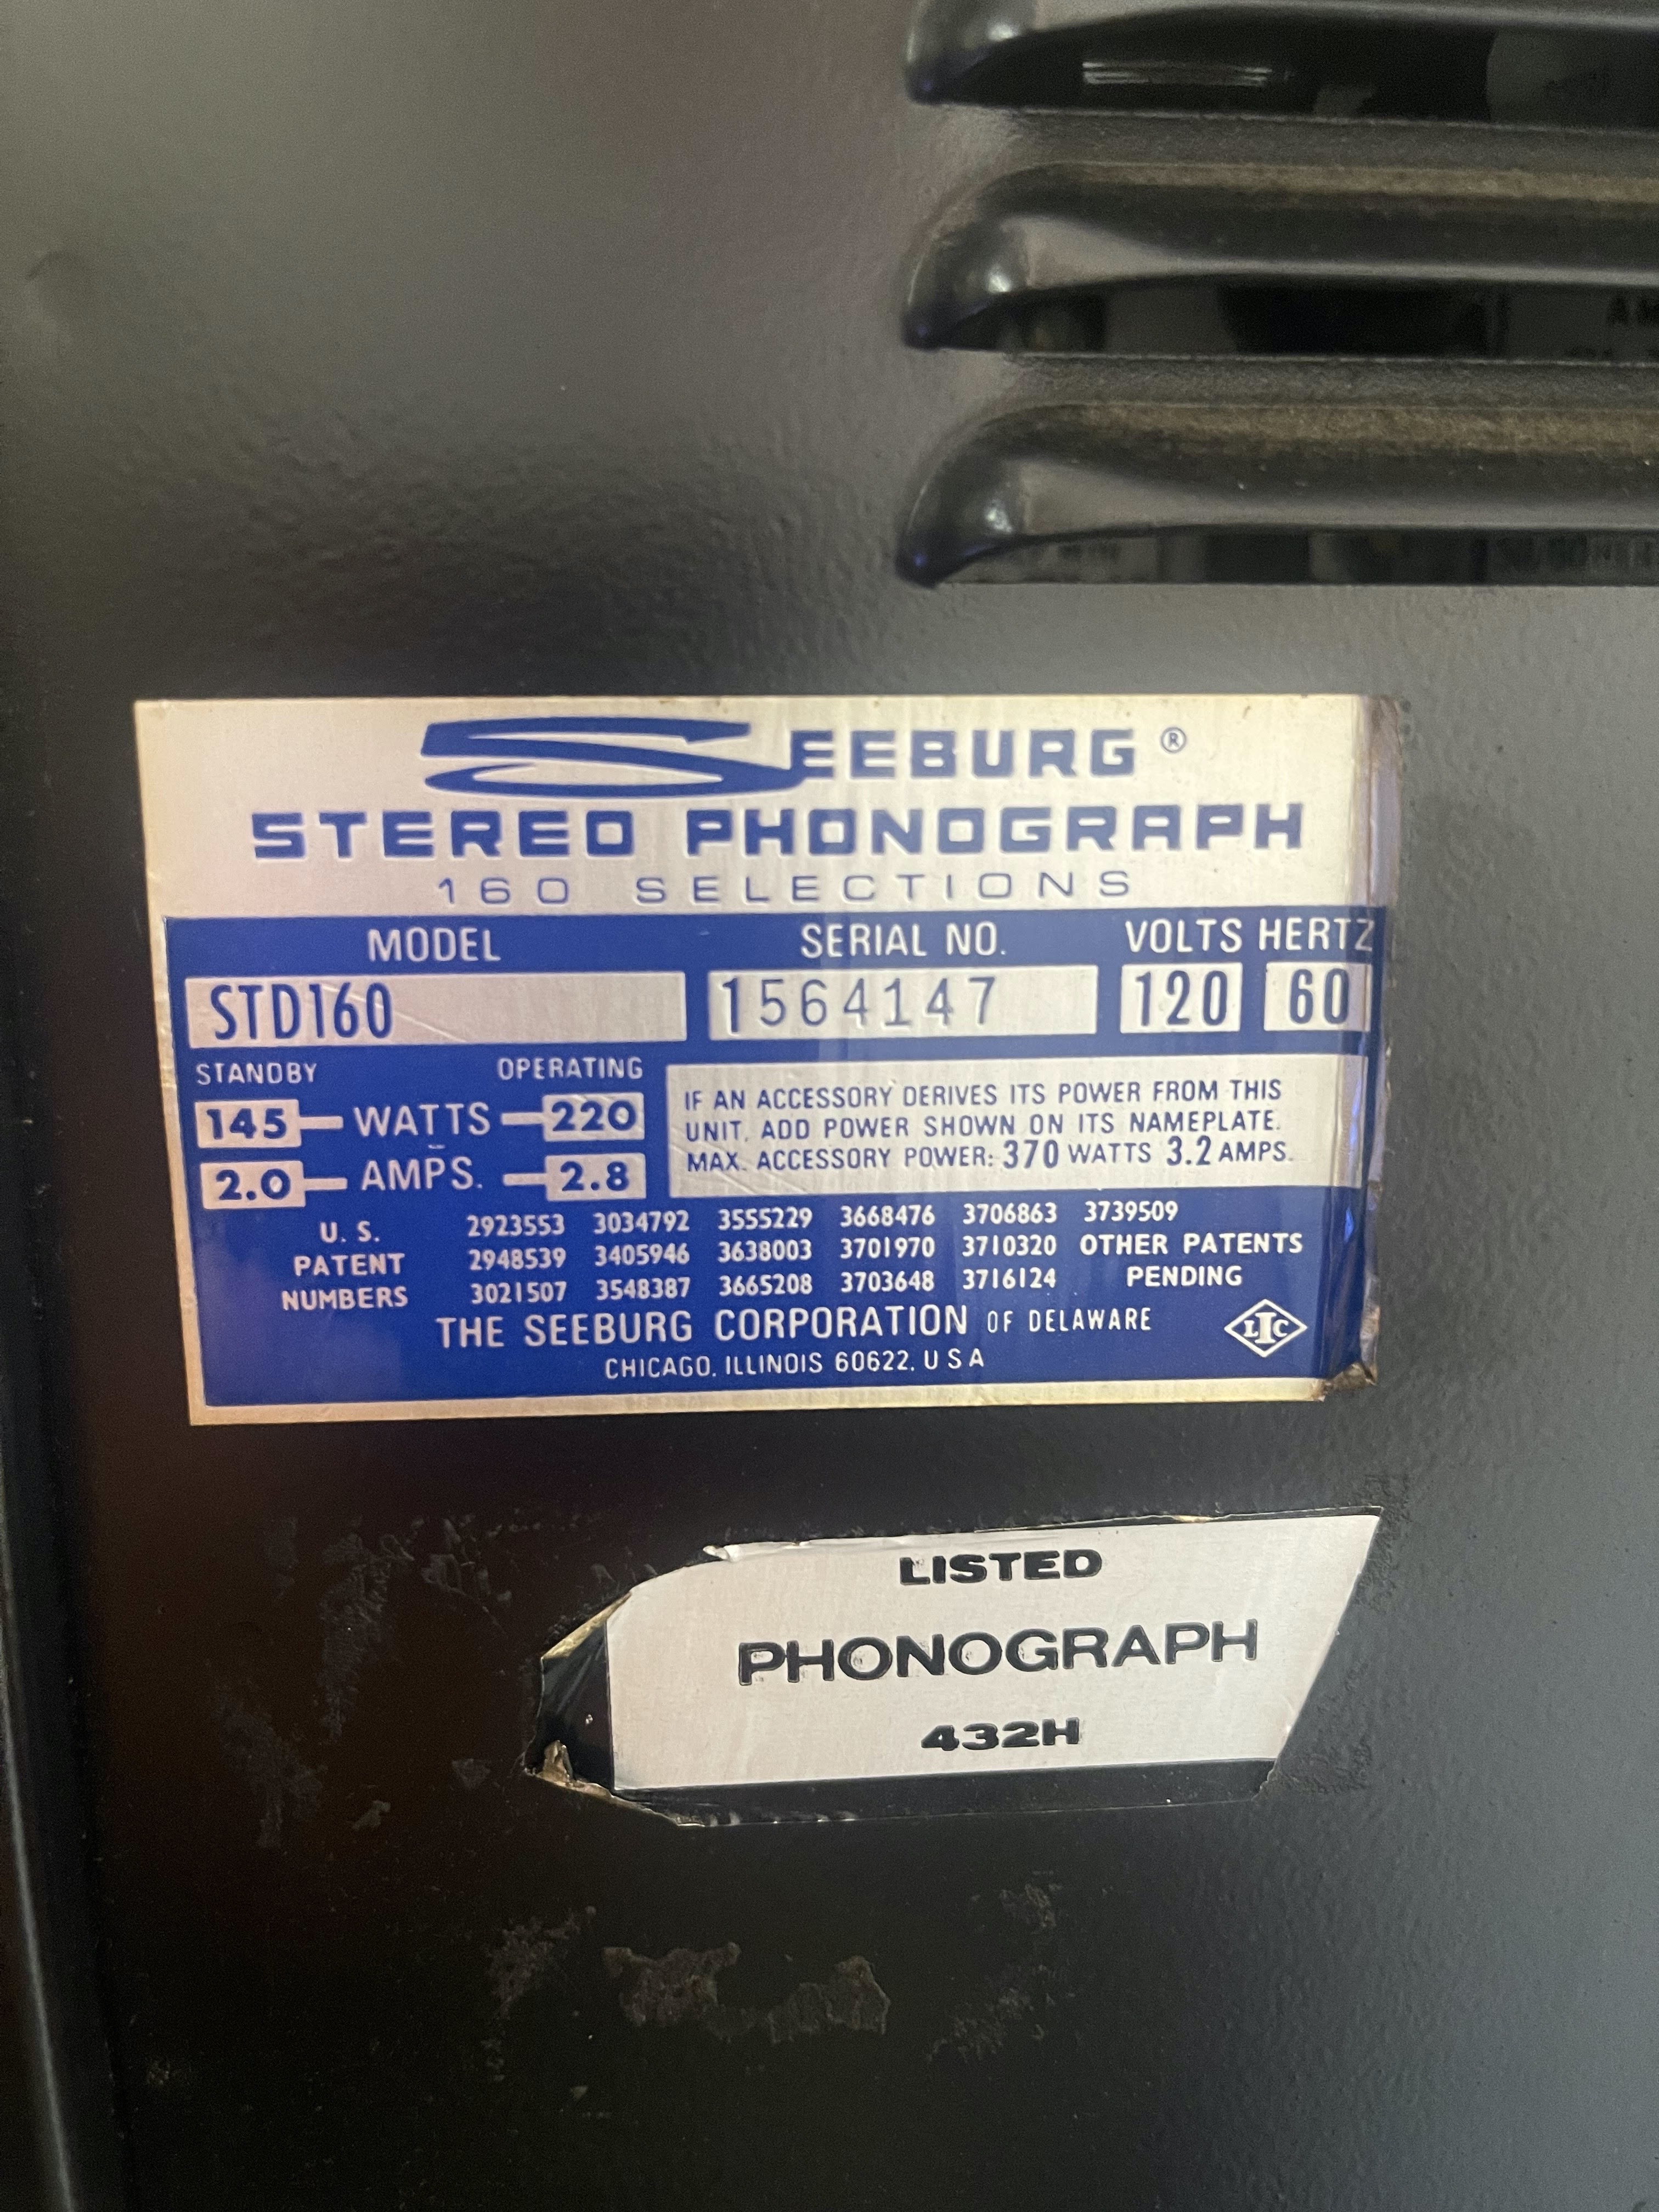 SEEBURG ®
STEREO PHONOGRAPH
160 SELECTIONS
MODEL SERIAL NO. VOLTS HERTZ
STD160 1564147 120 60
STANDBY OPERATING
145 WATTS 220
2.0 AMPS. 2.8
IF AN ACCESSORY DERIVES ITS POWER FROM THIS
UNIT, ADD POWER SHOWN ON ITS NAMEPLATE.
MAX. ACCESSORY POWER: 370 WATTS 3.2 AMPS.
U. S. 2923553 3034792 3555229 3668476 3706863 3739509
PATENT 2948539 3405946 3638003 3701970 3710320 OTHER PATENTS
NUMBERS 3021507 3548387 3665208 3703648 3716124 PENDING
THE SEEBURG CORPORATION OF DELAWARE
LIC
CHICAGO, ILLINOIS 60622, U S A
LISTED
PHONOGRAPH
432H